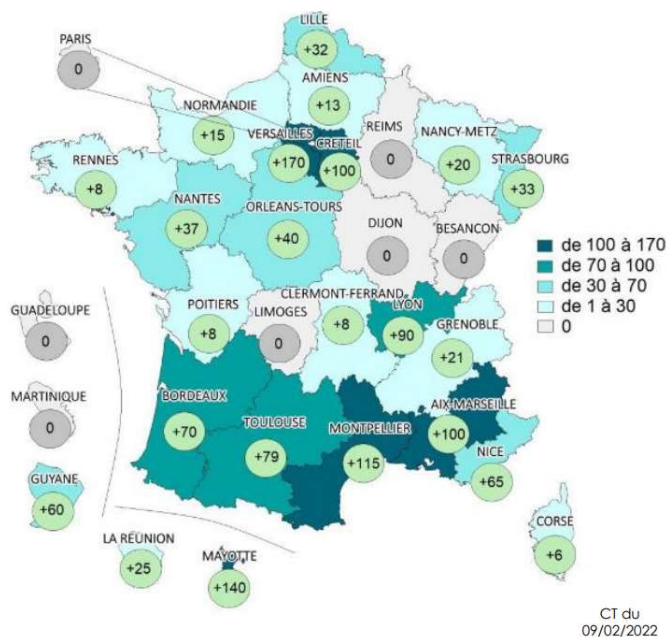 LILLE
+32
PARIS
0
AMIENS
+13
NORMANDIE
+15
VERSAILLES
+170
CRETEIL
+100
REIMS
0
NANCY-METZ
+20
STRASBOURG
+33
RENNES
+8
NANTES
+37
ORLEANS-TOURS
+40
DIJON
0
BESANCON
0
de 100 à 170
de 70 à 100
de 30 à 70
de 1 à 30
0
GUADELOUPE
0
POITIERS
+8
LIMOGES
0
CLERMONT-FERRAND
+8
LYON
+90
GRENOBLE
+21
MARTINIQUE
0
BORDEAUX
+70
TOULOUSE
+79
MONTPELLIER
+115
AIX-MARSEILLE
+100
NICE
+65
GUYANE
+60
LA REUNION
+25
MAYOTTE
+140
CORSE
+6
CT du
09/02/2022